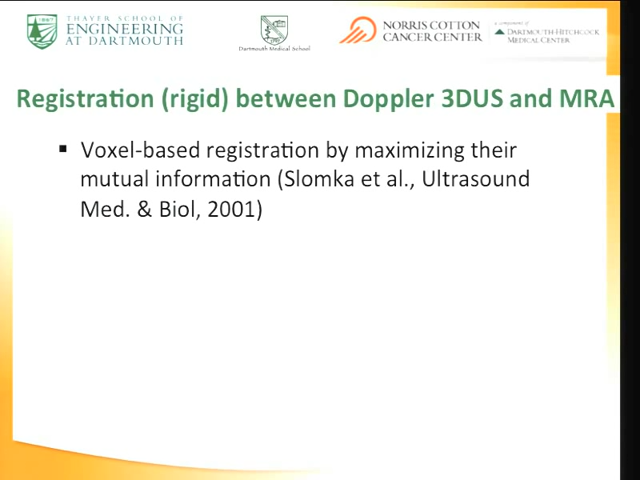 THAYER SCHOOL OF
ENGINEERING
AT DARTMOUTH
Dartmouth Medical School
NORRIS COTTON
CANCER CENTER
a component of
DARTMOUTH-HITCHCOCK
MEDICAL CENTER
Registration (rigid) between Doppler 3DUS and MRA
▪ Voxel-based registration by maximizing their
mutual information (Slomka et al., Ultrasound
Med. & Biol, 2001)